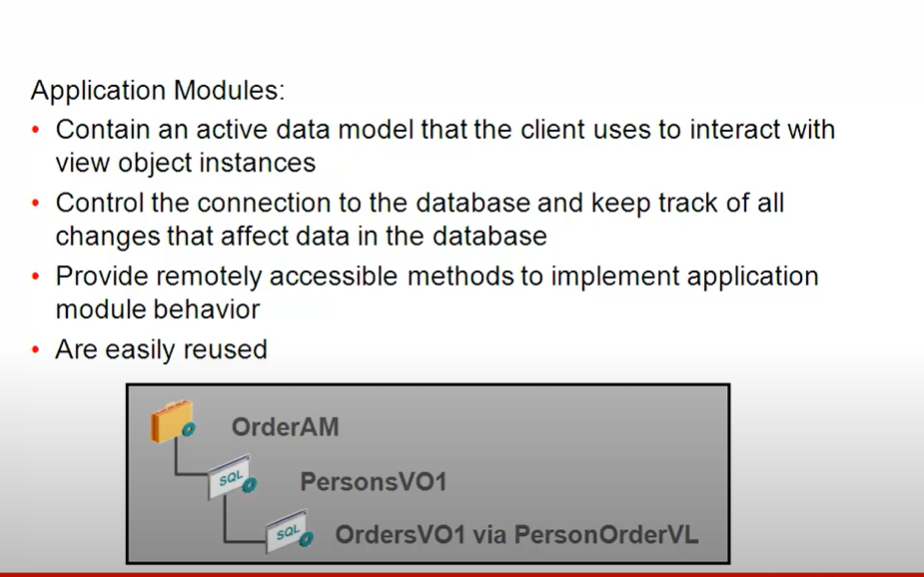 Application Modules:
• Contain an active data model that the client uses to interact with
view object instances
• Control the connection to the database and keep track of all
changes that affect data in the database
• Provide remotely accessible methods to implement application
module behavior
• Are easily reused
OrderAM
SQL
PersonsVO1
SQL
OrdersVO1 via PersonOrderVL